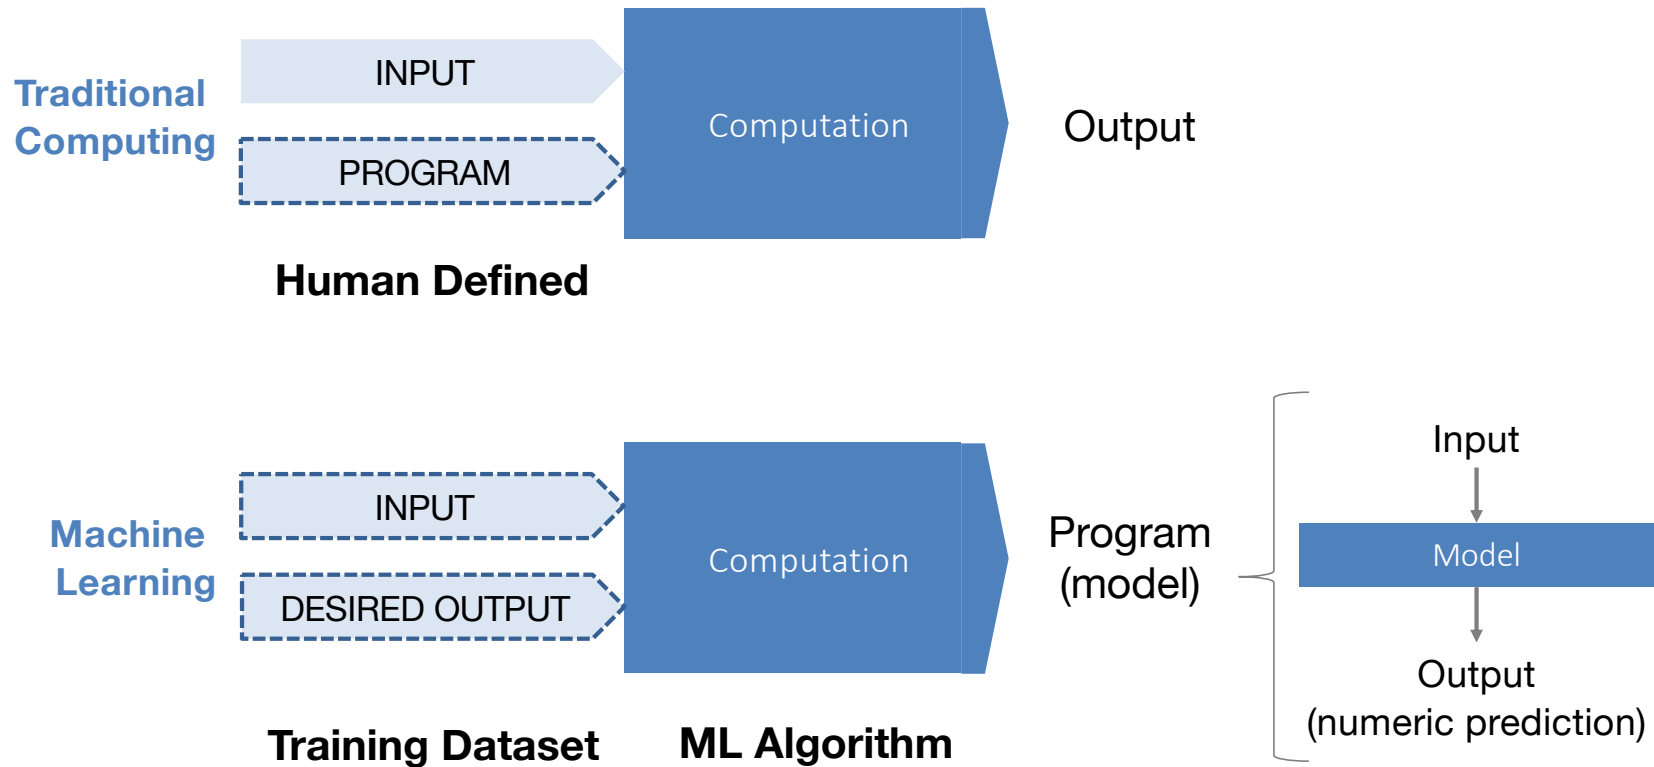 Traditional
Computing
INPUT
PROGRAM
Computation
Output
Human Defined
Machine
Learning
INPUT
DESIRED OUTPUT
Computation
Program
(model)
Input
Model
Output
(numeric prediction)
Training Dataset
ML Algorithm